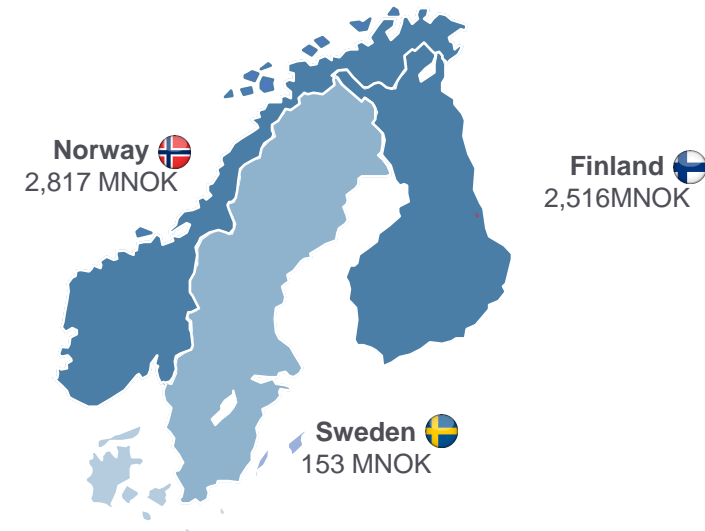 Norway
2,817 MNOK
Finland
2,516MNOK
Sweden
153 MNOK